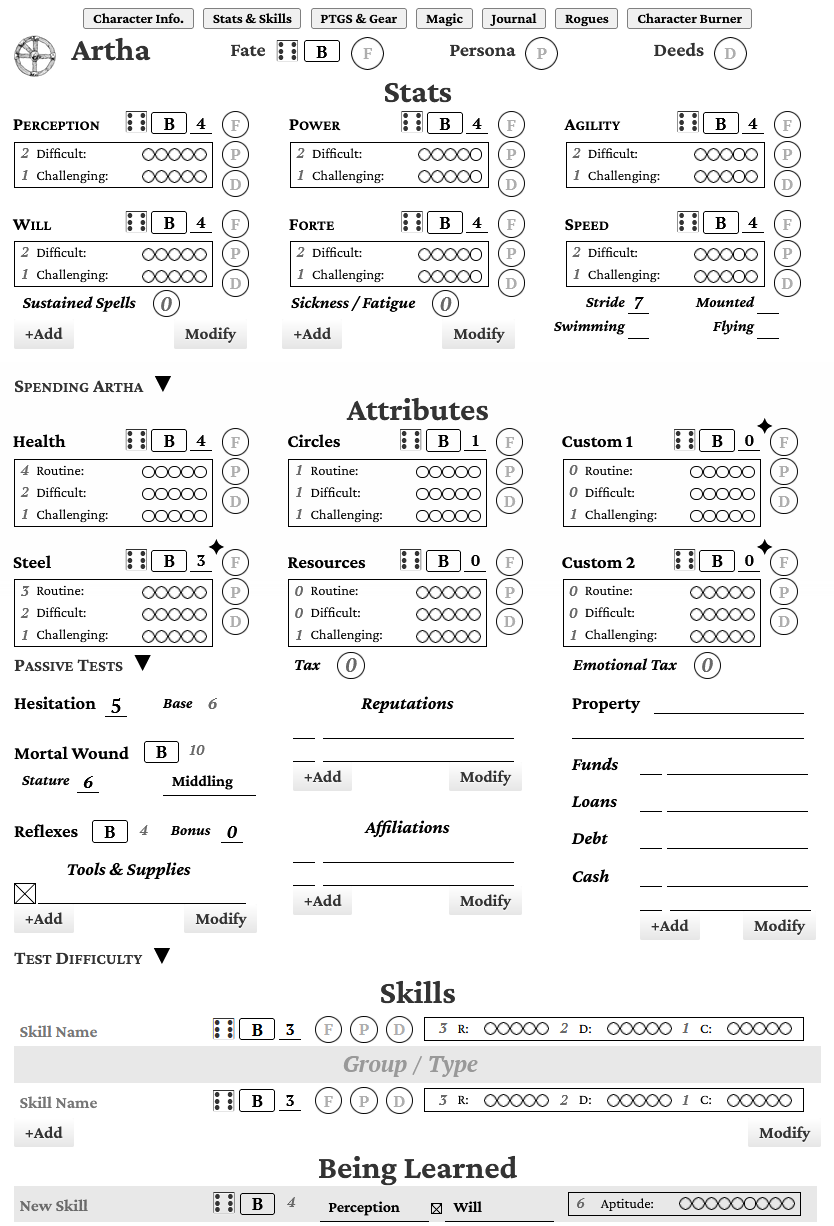 Character Info. Stats & Skills PTGS & Gear Magic Journal Rogues Character Burner
Artha Fate B F Persona P Deeds D
Stats
Perception B 4 F Power B 4 F Agility B 4 F
2 Difficult: P 2 Difficult: P 2 Difficult: P
1 Challenging: D 1 Challenging: D 1 Challenging: D
Will B 4 F Forte B 4 F Speed B 4 F
2 Difficult: P 2 Difficult: P 2 Difficult: P
1 Challenging: D 1 Challenging: D 1 Challenging: D
Sustained Spells 0 Sickness / Fatigue 0 Stride 7 Mounted
Swimming Flying
+Add Modify +Add Modify
Spending Artha
Attributes
Health B 4 F Circles B 1 F Custom 1 B 0 F
4 Routine: P 1 Routine: P 0 Routine: P
2 Difficult: D 1 Difficult: D 0 Difficult: D
1 Challenging: 1 Challenging: 1 Challenging:
Steel B 3 F Resources B 0 F Custom 2 B 0 F
3 Routine: P 0 Routine: P 0 Routine: P
2 Difficult: D 0 Difficult: D 0 Difficult: D
1 Challenging: 1 Challenging: 1 Challenging:
Passive Tests Tax 0 Emotional Tax 0
Hesitation 5 Base 6 Reputations Property
Mortal Wound B 10
Funds
Stature 6 Middling +Add Modify
Loans
Reflexes B 4 Bonus 0 Affiliations Debt
Tools & Supplies Cash
+Add Modify +Add Modify +Add Modify
Test Difficulty
Skills
Skill Name B 3 F P D 3 R: 2 D: 1 C:
Group / Type
Skill Name B 3 F P D 3 R: 2 D: 1 C:
+Add Modify
Being Learned
New Skill B 4 Perception Will 6 Aptitude: